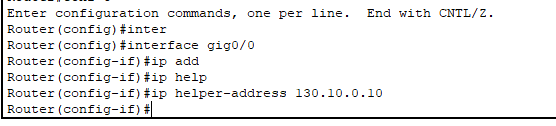 Enter configuration commands, one per line.  End with CNTL/Z.
Router(config)#inter
Router(config)#interface gig0/0
Router(config-if)#ip add
Router(config-if)#ip help
Router(config-if)#ip helper-address 130.10.0.10
Router(config-if)#